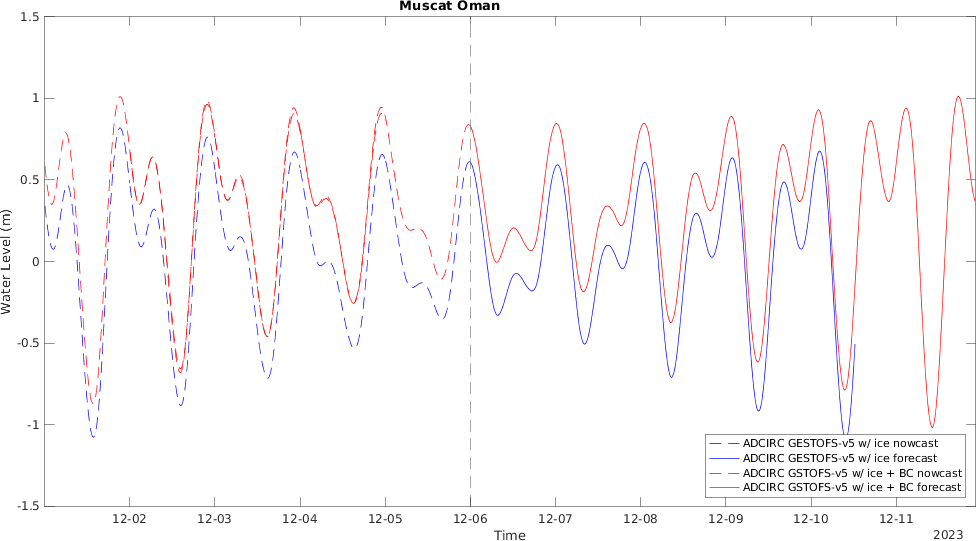 Muscat Oman
1.5
1
0.5
0
-0.5
-1
-1.5
Water Level (m)
ADCIRC GESTOFS-v5 w/ ice nowcast
ADCIRC GESTOFS-v5 w/ ice forecast
ADCIRC GSTOFS-v5 w/ ice + BC nowcast
ADCIRC GSTOFS-v5 w/ ice + BC forecast
12-02 12-03 12-04 12-05 12-06 12-07 12-08 12-09 12-10 12-11
Time
2023